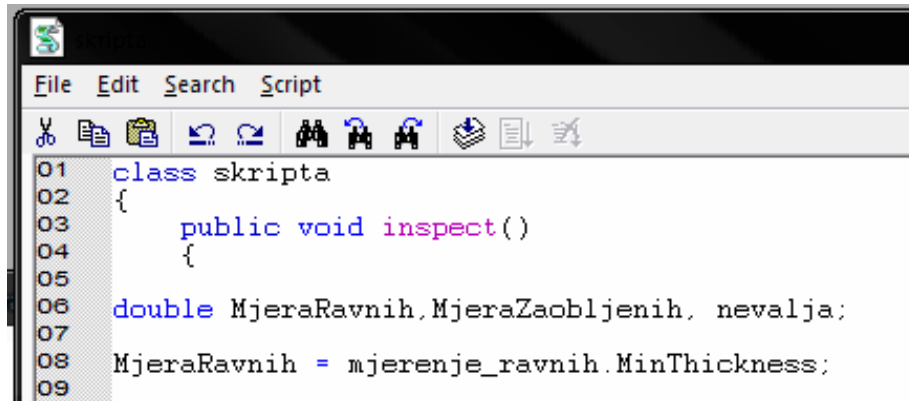 skripta
File Edit Search Script
01 class skripta
02 {
03 public void inspect()
04 {
05
06 double MjeraRavnih,MjeraZaobljenih, nevalja;
07
08 MjeraRavnih = mjerenje_ravnih.MinThickness;
09